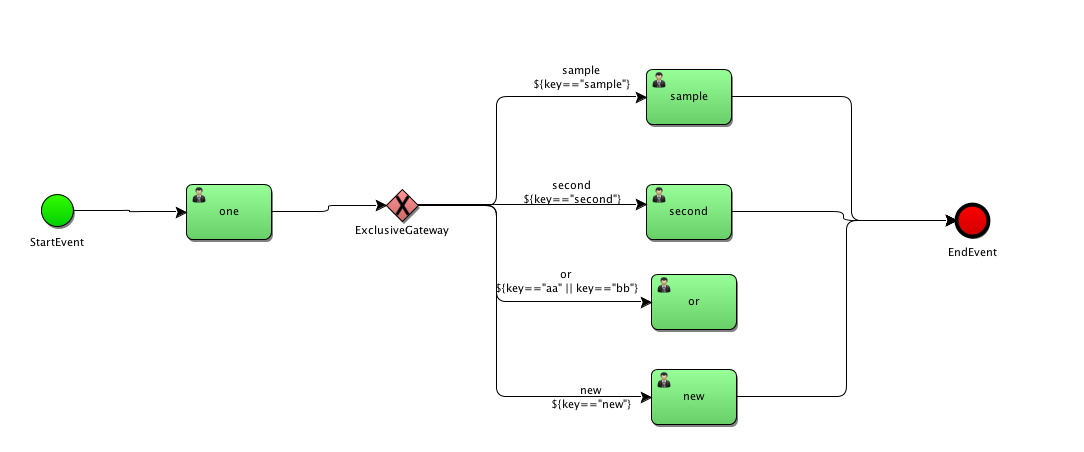 sample
${key=="sample"}
sample
second
${key=="second"}
second
one
StartEvent
ExclusiveGateway
EndEvent
or
${key=="aa" || key=="bb"}
or
new
${key=="new"}
new